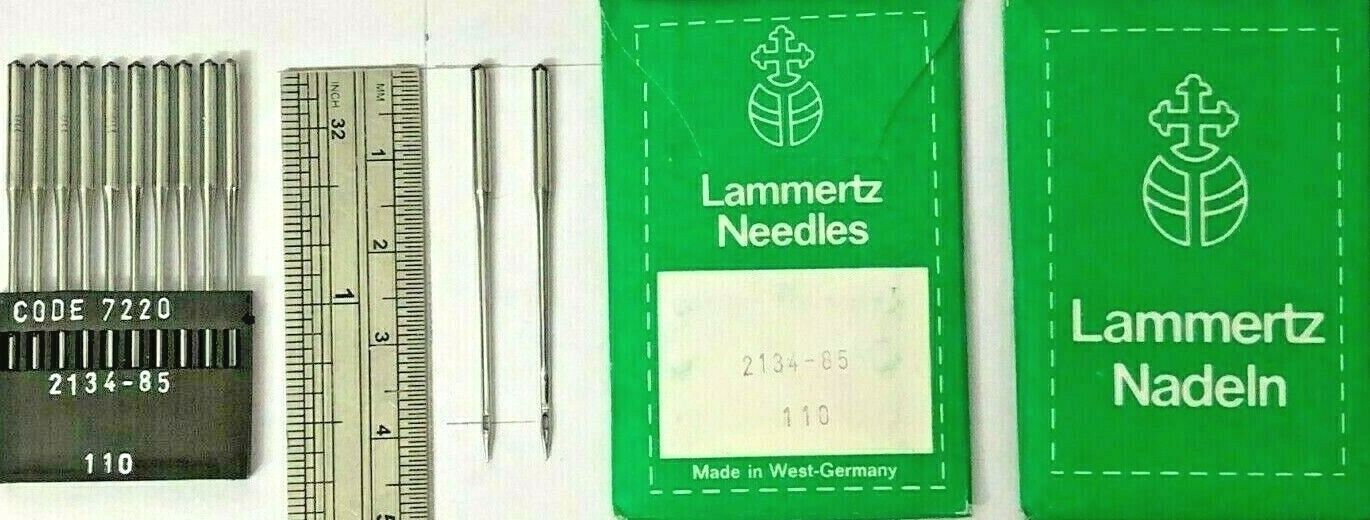 CODE 7220
2134-85
110
INCH
32
MM
1
1
2
3
4
5
Lammertz
Needles
2134-85
110
Made in West-Germany
Lammertz
Nadeln